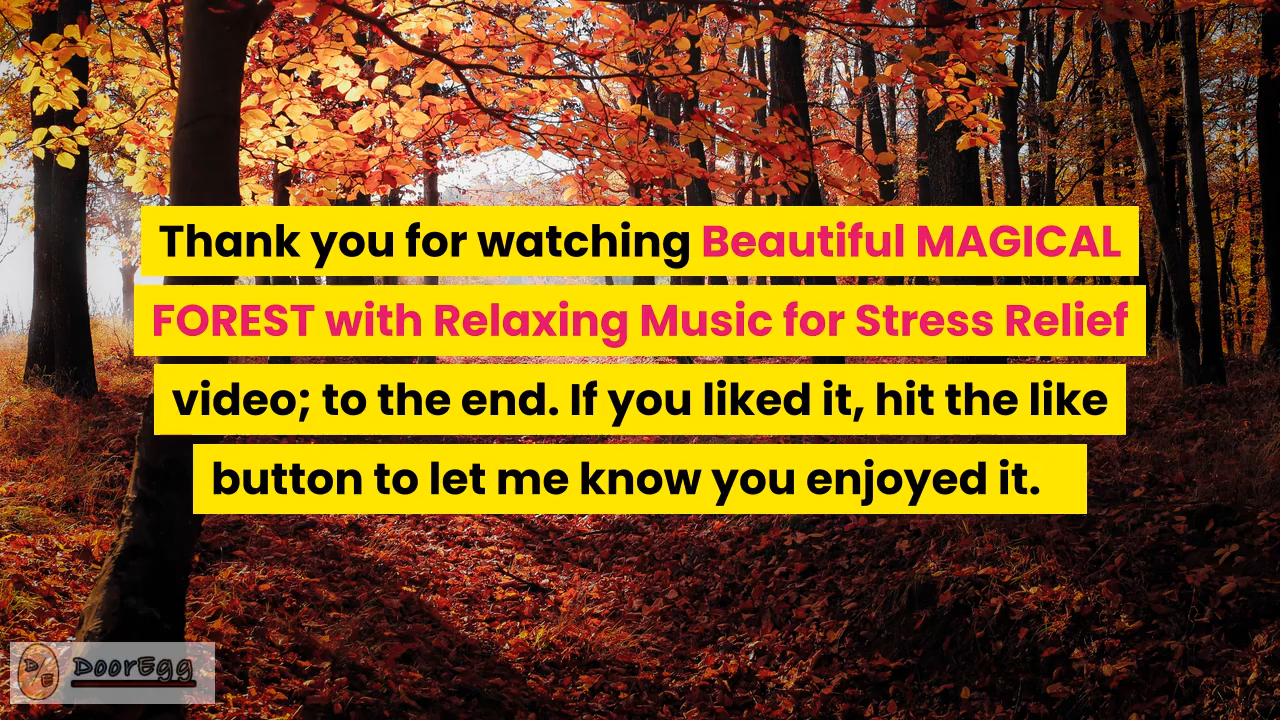 Thank you for watching Beautiful MAGICAL
FOREST with Relaxing Music for Stress Relief
video; to the end. If you liked it, hit the like
button to let me know you enjoyed it.
D/E DoorEgg